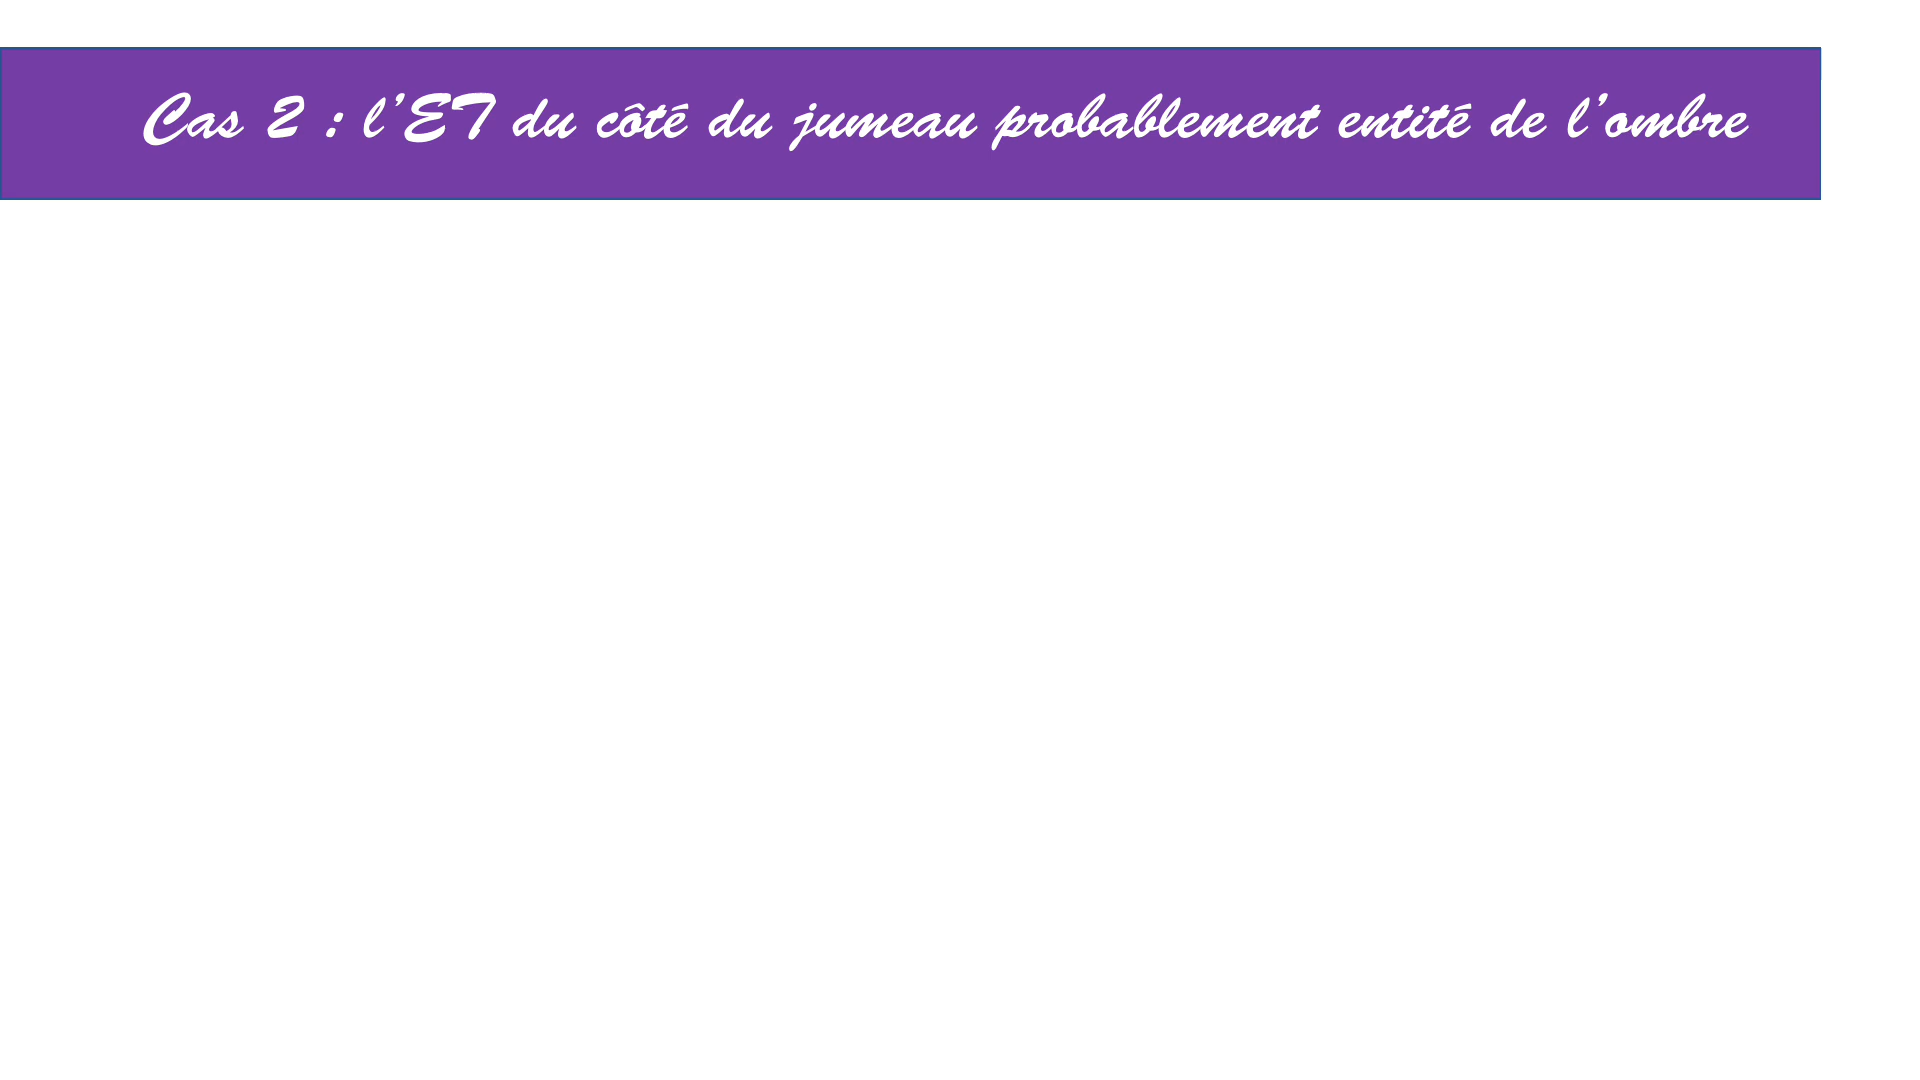 Cas 2 : l’ET du côté du jumeau probablement entité de l’ombre